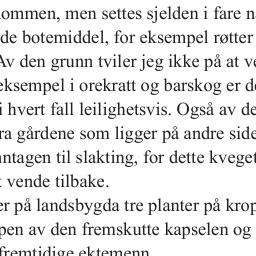 ommen, men settes sjelden i fare n
de botemiddel, for eksempel røtter
Av den grunn tviler jeg ikke på at v
eksempel i orekratt og barskog er d
i hvert fall leilighetsvis. Også av de
ra gårdene som ligger på andre side
ntagen til slakting, for dette kveget
t vende tilbake.
er på landsbygda tre planter på krop
pen av den fremskutte kapselen og
fremtidige ektemenn